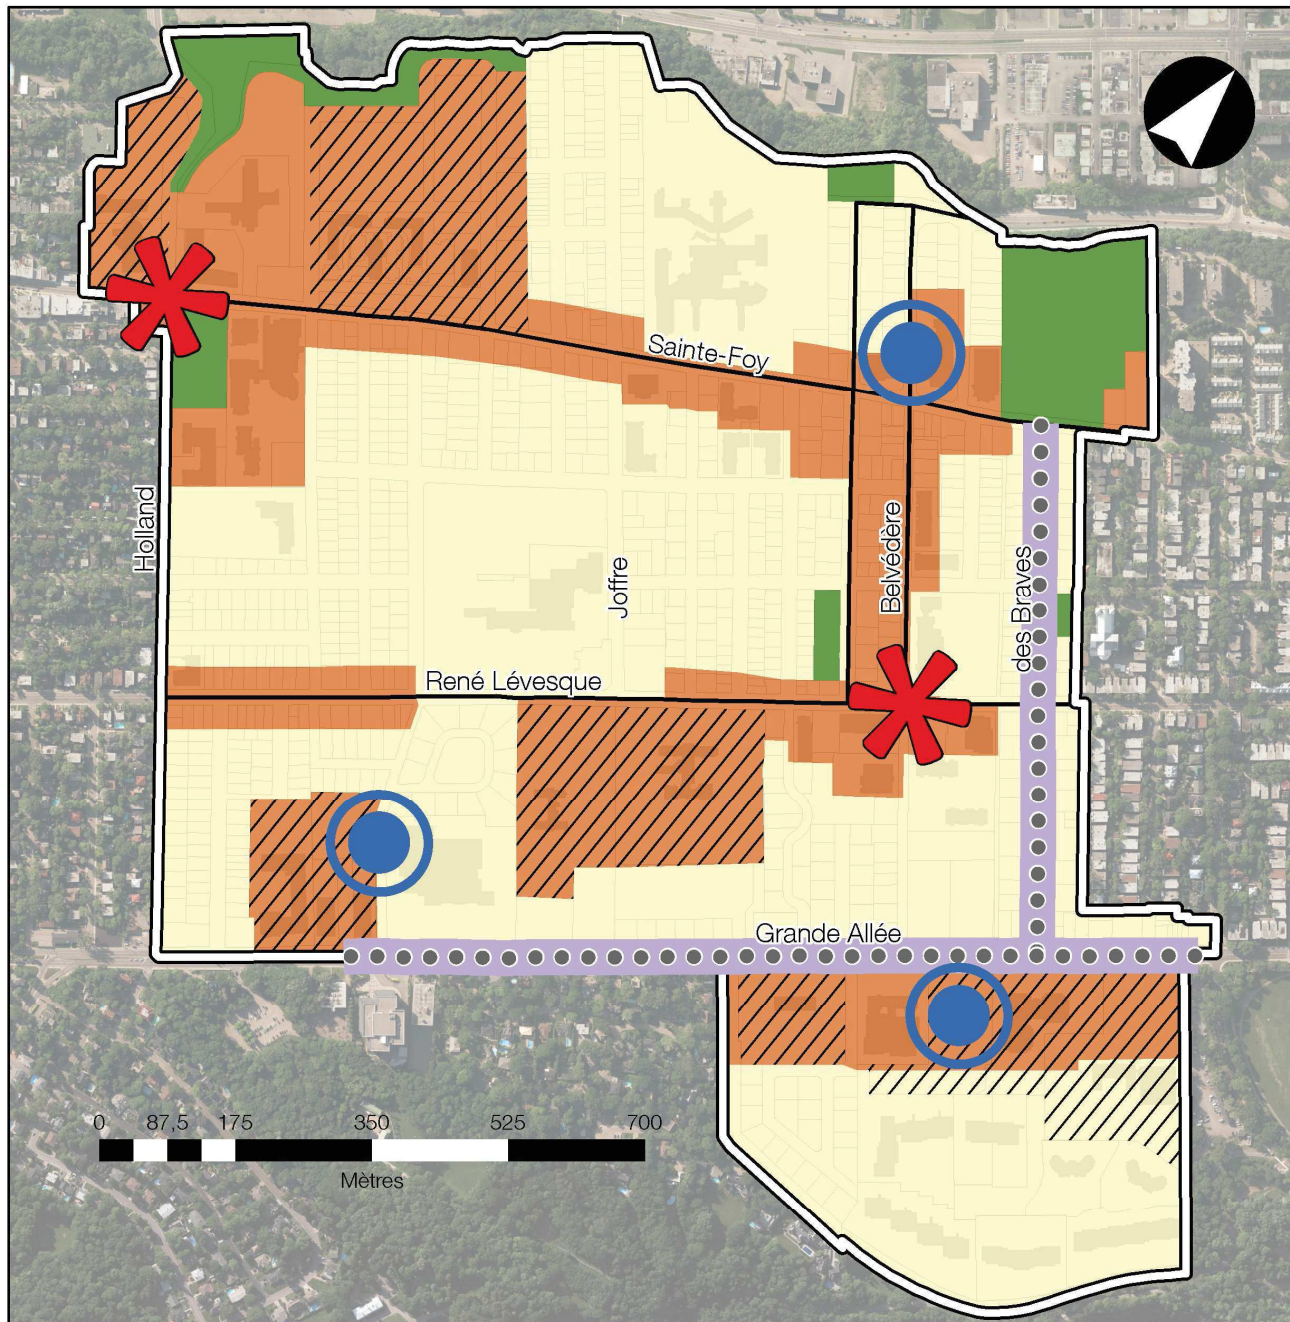 Sainte-Foy
Holland
Joffre
Belvédère
des Braves
René Lévesque
Grande Allée
0 87,5 175 350 525 700
Mètres